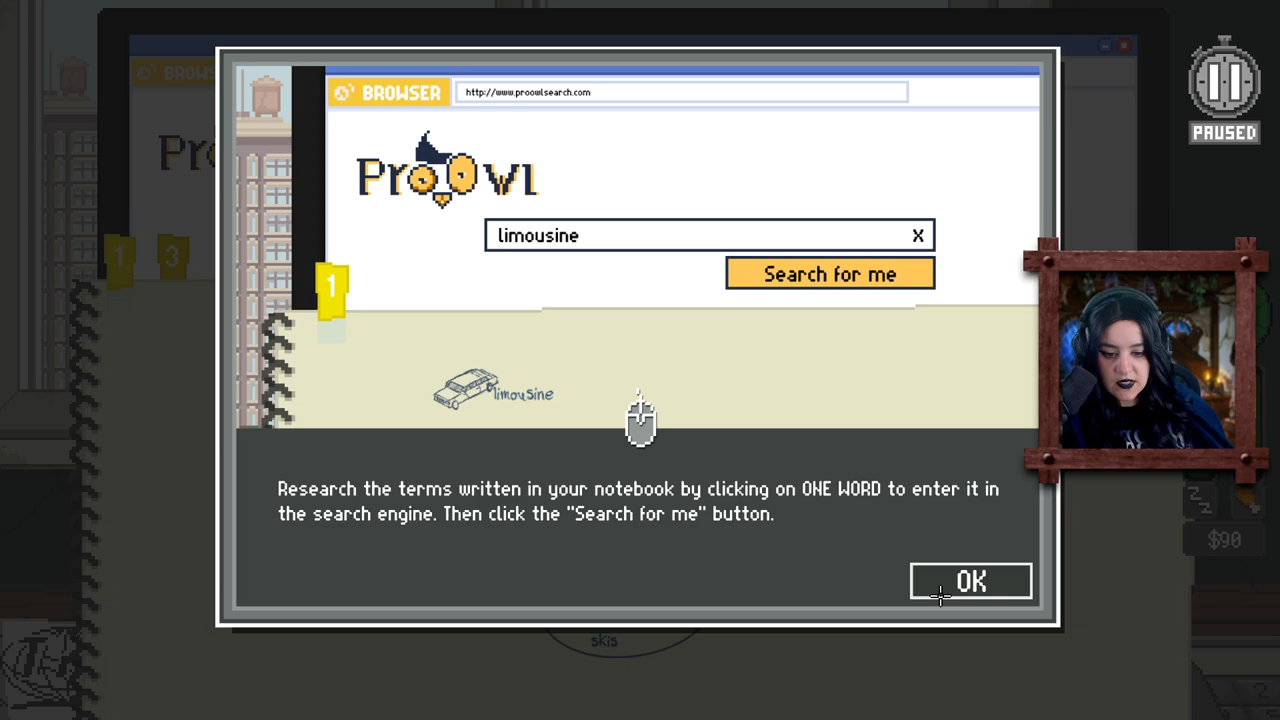 BROWSER http://www.proowlsearch.com
ProOwl
limousine X
Search for me
1
1 3
limousine
PAUSED
Research the terms written in your notebook by clicking on ONE WORD to enter it in
the search engine. Then click the "Search for me" button.
$90
OK
skis